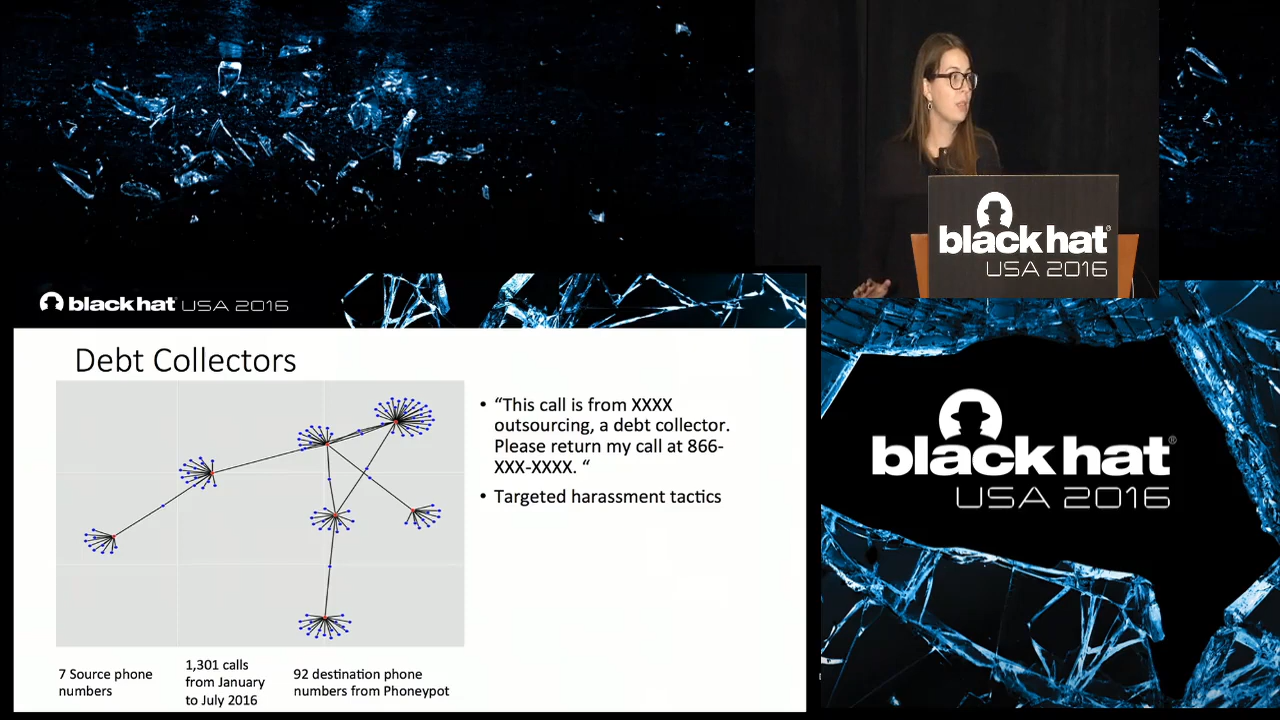 black hat®
USA 2016
black hat USA 2016
Debt Collectors
• “This call is from XXXX
outsourcing, a debt collector.
Please return my call at 866-
XXX-XXXX. “
• Targeted harassment tactics
7 Source phone
numbers
1,301 calls
from January
to July 2016
92 destination phone
numbers from Phoneypot
black hat®
USA 2016